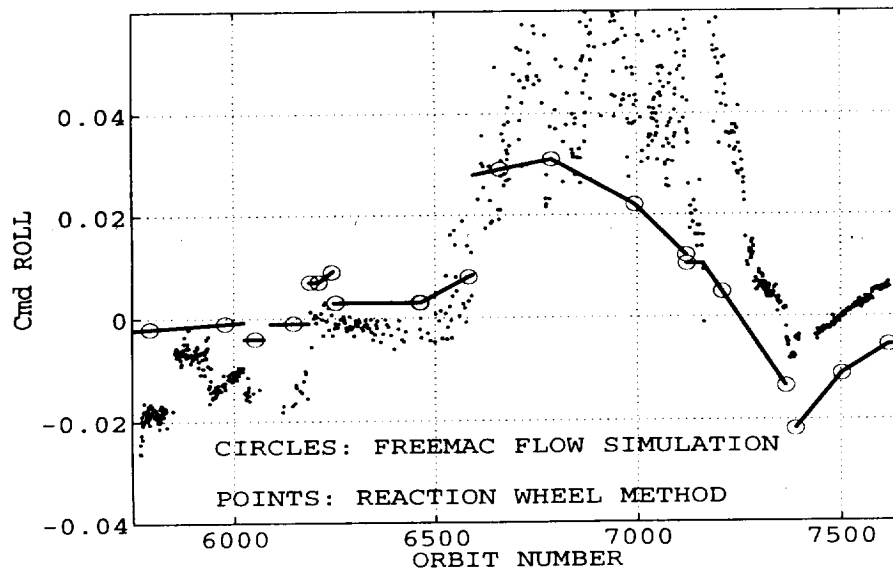 0.04
0.02
0
-0.02
-0.04
Cmd ROLL
CIRCLES: FREEMAC FLOW SIMULATION
POINTS: REACTION WHEEL METHOD
6000
6500
7000
7500
ORBIT NUMBER